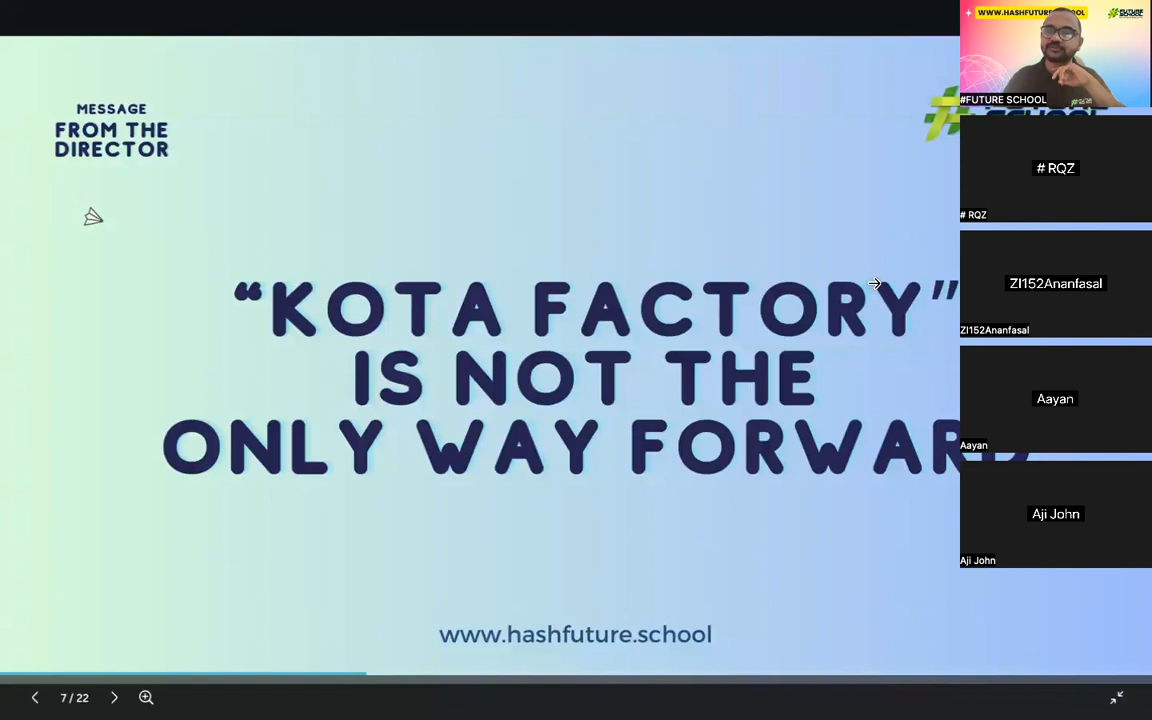 MESSAGE
FROM THE
DIRECTOR
“KOTA FACTORY”
IS NOT THE
ONLY WAY FORWARD
www.hashfuture.school
7 / 22
WWW.HASHFUTURE.SCHOOL
#FUTURE SCHOOL
# RQZ
# RQZ
ZI152Ananfasal
ZI152Ananfasal
Aayan
Aayan
Aji John
Aji John